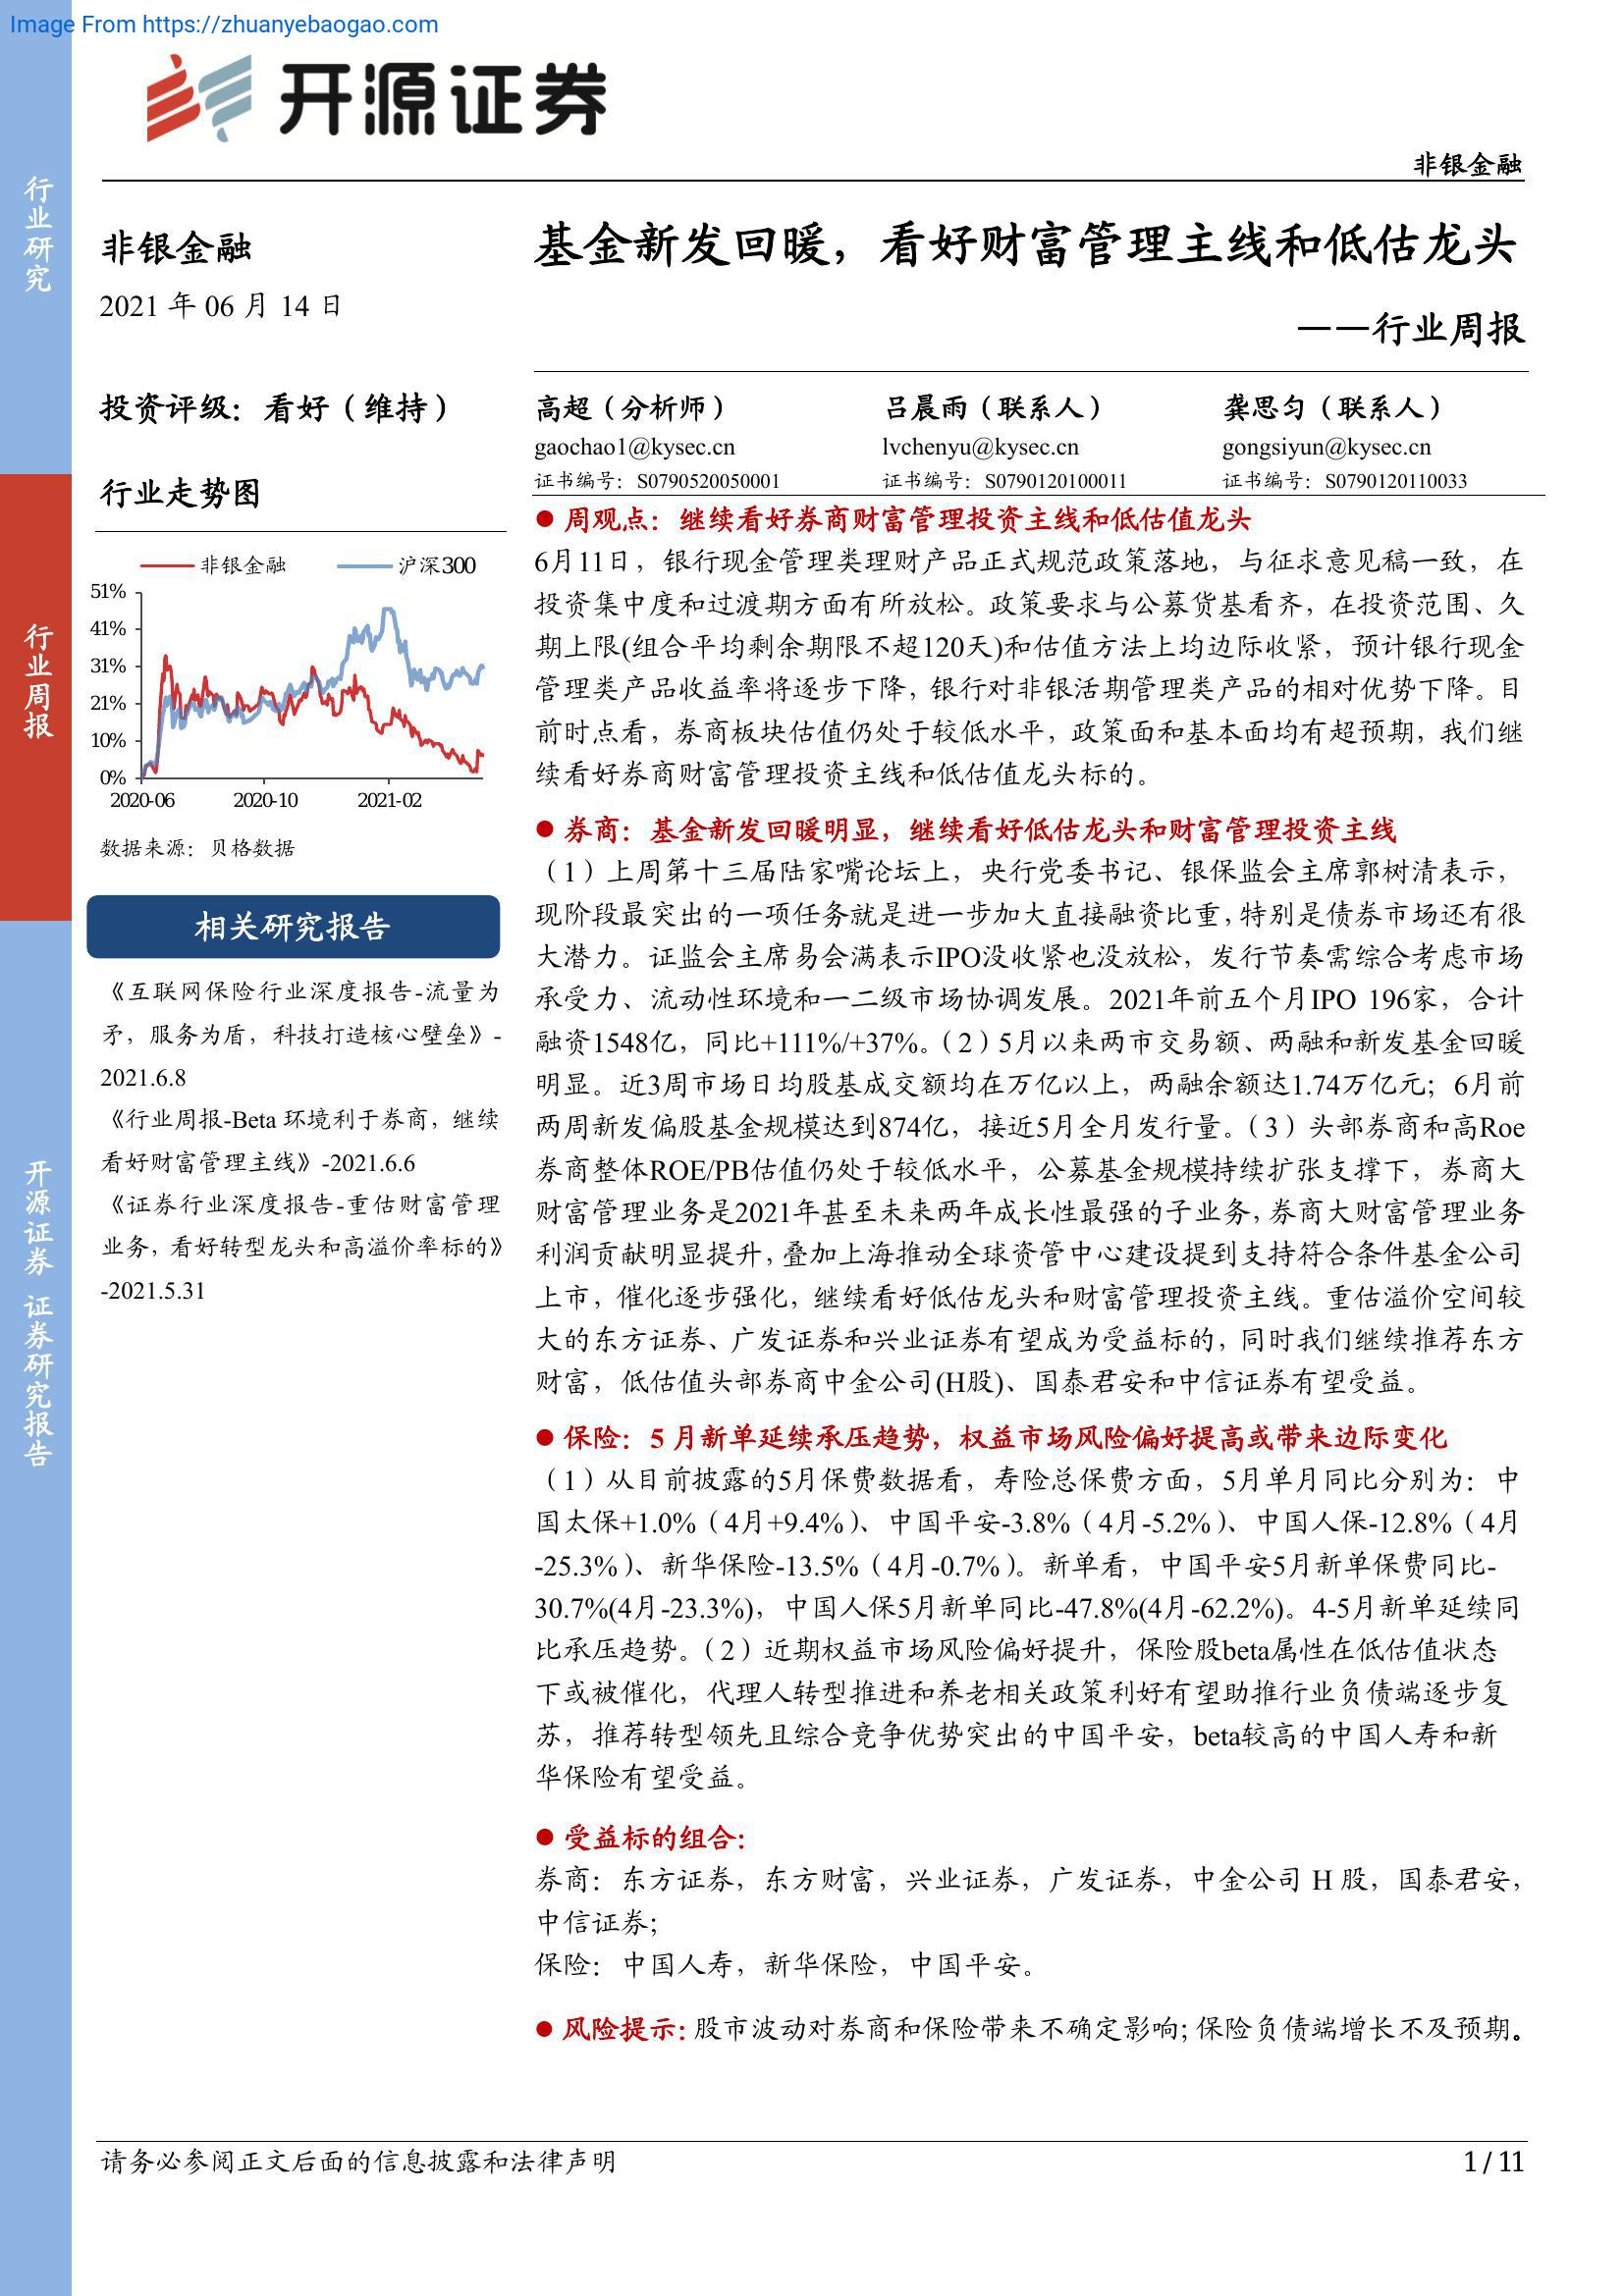 Image From https://zhuanyebaogao.com
开源证券
非银金融
行业研究
行业周报
开源证券 证券研究报告
非银金融
2021 年 06 月 14 日
投资评级：看好（维持）
行业走势图
非银金融 沪深300
51%
41%
31%
21%
10%
0%
2020-06 2020-10 2021-02
数据来源：贝格数据
相关研究报告
《互联网保险行业深度报告-流量为
矛，服务为盾，科技打造核心壁垒》-
2021.6.8
《行业周报-Beta 环境利于券商，继续
看好财富管理主线》-2021.6.6
《证券行业深度报告-重估财富管理
业务，看好转型龙头和高溢价率标的》
-2021.5.31
基金新发回暖，看好财富管理主线和低估龙头
——行业周报
高超（分析师） 吕晨雨（联系人） 龚思匀（联系人）
gaochao1@kysec.cn lvchenyu@kysec.cn gongsiyun@kysec.cn
证书编号：S0790520050001 证书编号：S0790120100011 证书编号：S0790120110033
● 周观点：继续看好券商财富管理投资主线和低估值龙头
6月11日，银行现金管理类理财产品正式规范政策落地，与征求意见稿一致，在
投资集中度和过渡期方面有所放松。政策要求与公募货基看齐，在投资范围、久
期上限(组合平均剩余期限不超120天)和估值方法上均边际收紧，预计银行现金
管理类产品收益率将逐步下降，银行对非银活期管理类产品的相对优势下降。目
前时点看，券商板块估值仍处于较低水平，政策面和基本面均有超预期，我们继
续看好券商财富管理投资主线和低估值龙头标的。
● 券商：基金新发回暖明显，继续看好低估龙头和财富管理投资主线
（1）上周第十三届陆家嘴论坛上，央行党委书记、银保监会主席郭树清表示，
现阶段最突出的一项任务就是进一步加大直接融资比重，特别是债券市场还有很
大潜力。证监会主席易会满表示IPO没收紧也没放松，发行节奏需综合考虑市场
承受力、流动性环境和一二级市场协调发展。2021年前五个月IPO 196家，合计
融资1548亿，同比+111%/+37%。（2）5月以来两市交易额、两融和新发基金回暖
明显。近3周市场日均股基成交额均在万亿以上，两融余额达1.74万亿元；6月前
两周新发偏股基金规模达到874亿，接近5月全月发行量。（3）头部券商和高Roe
券商整体ROE/PB估值仍处于较低水平，公募基金规模持续扩张支撑下，券商大
财富管理业务是2021年甚至未来两年成长性最强的子业务，券商大财富管理业务
利润贡献明显提升，叠加上海推动全球资管中心建设提到支持符合条件基金公司
上市，催化逐步强化，继续看好低估龙头和财富管理投资主线。重估溢价空间较
大的东方证券、广发证券和兴业证券有望成为受益标的，同时我们继续推荐东方
财富，低估值头部券商中金公司(H股)、国泰君安和中信证券有望受益。
● 保险：5 月新单延续承压趋势，权益市场风险偏好提高或带来边际变化
（1）从目前披露的5月保费数据看，寿险总保费方面，5月单月同比分别为：中
国太保+1.0%（4月+9.4%）、中国平安-3.8%（4月-5.2%）、中国人保-12.8%（4月
-25.3%）、新华保险-13.5%（4月-0.7%）。新单看，中国平安5月新单保费同比-
30.7%(4月-23.3%)，中国人保5月新单同比-47.8%(4月-62.2%)。4-5月新单延续同
比承压趋势。（2）近期权益市场风险偏好提升，保险股beta属性在低估值状态
下或被催化，代理人转型推进和养老相关政策利好有望助推行业负债端逐步复
苏，推荐转型领先且综合竞争优势突出的中国平安，beta较高的中国人寿和新
华保险有望受益。
● 受益标的组合：
券商：东方证券，东方财富，兴业证券，广发证券，中金公司 H 股，国泰君安，
中信证券；
保险：中国人寿，新华保险，中国平安。
● 风险提示：股市波动对券商和保险带来不确定影响；保险负债端增长不及预期。
请务必参阅正文后面的信息披露和法律声明
1 / 11